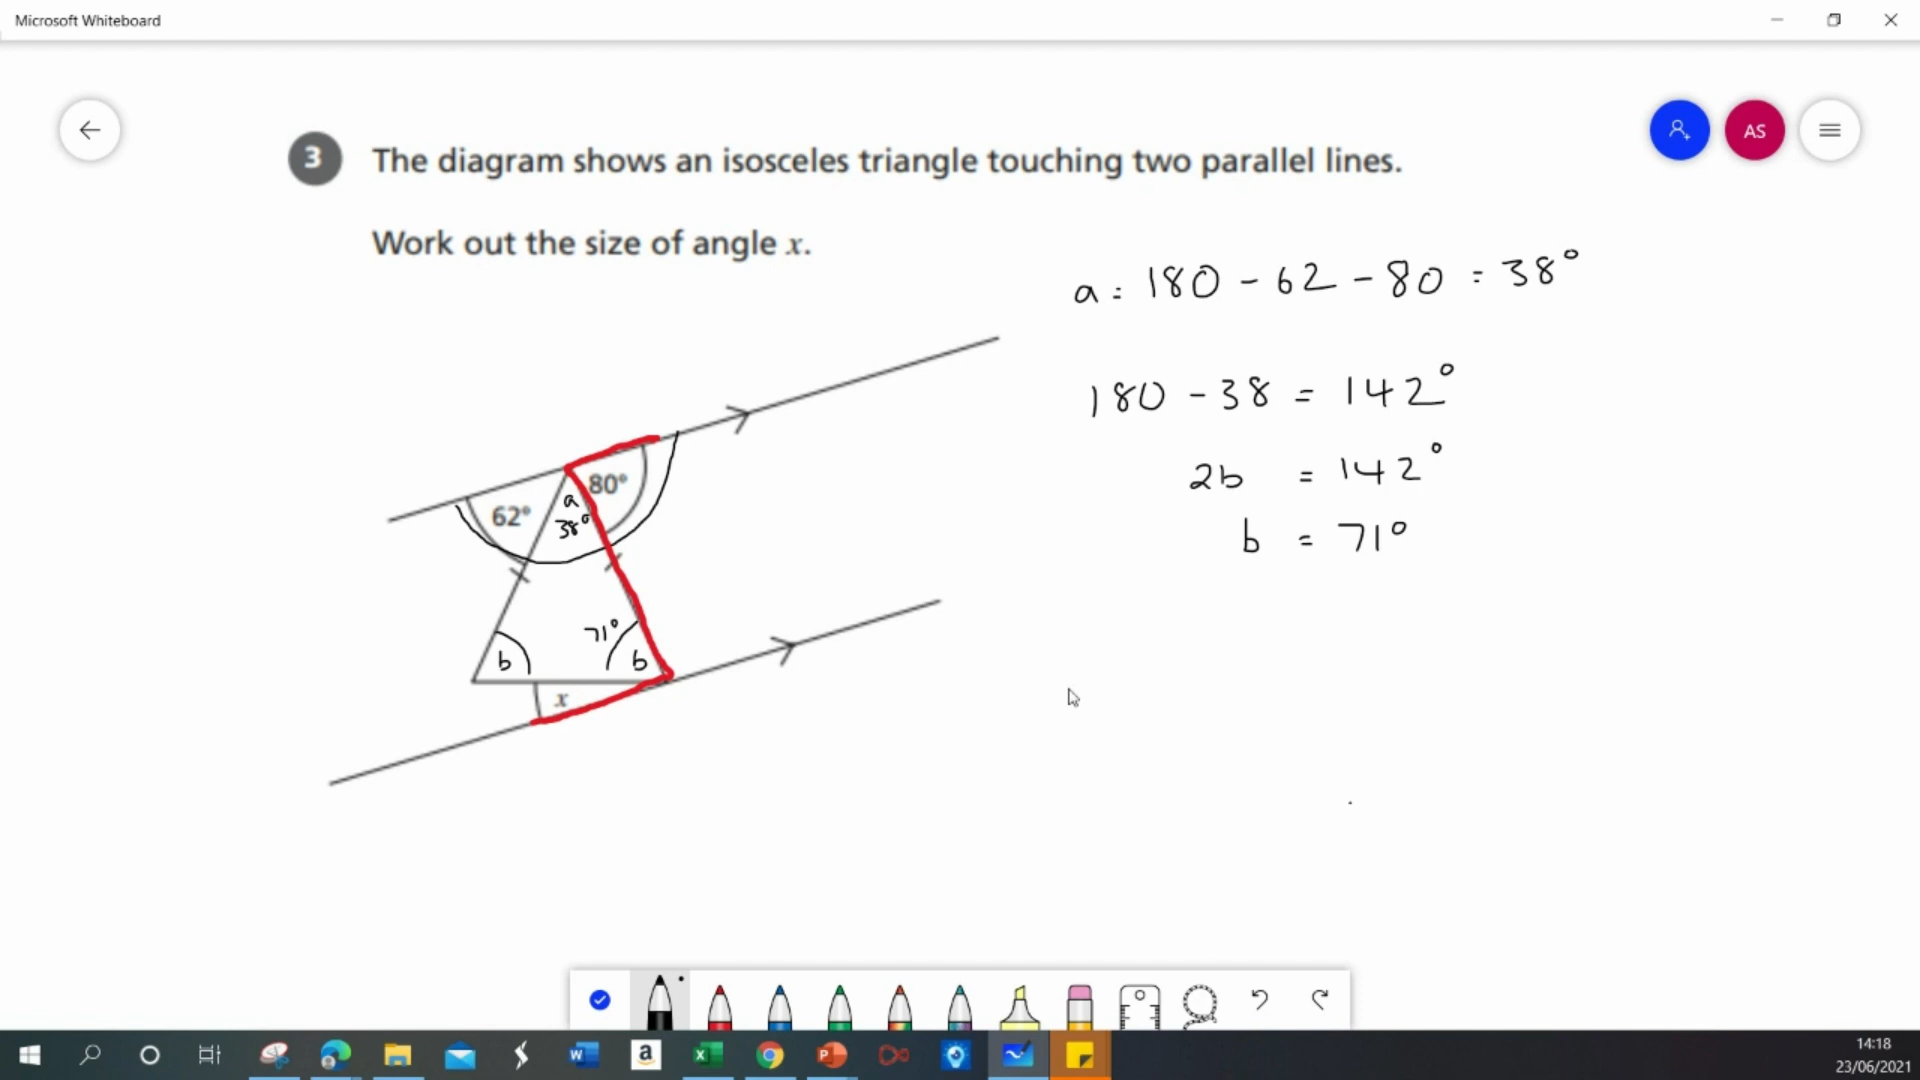 Microsoft Whiteboard
AS
3 The diagram shows an isosceles triangle touching two parallel lines.
Work out the size of angle x.
a = 180 - 62 - 80 = 38°
180 - 38 = 142°
2b = 142°
b = 71°
62°
a
38°
80°
b
71°
b
x
W
a
X
P
14:18
23/06/2021